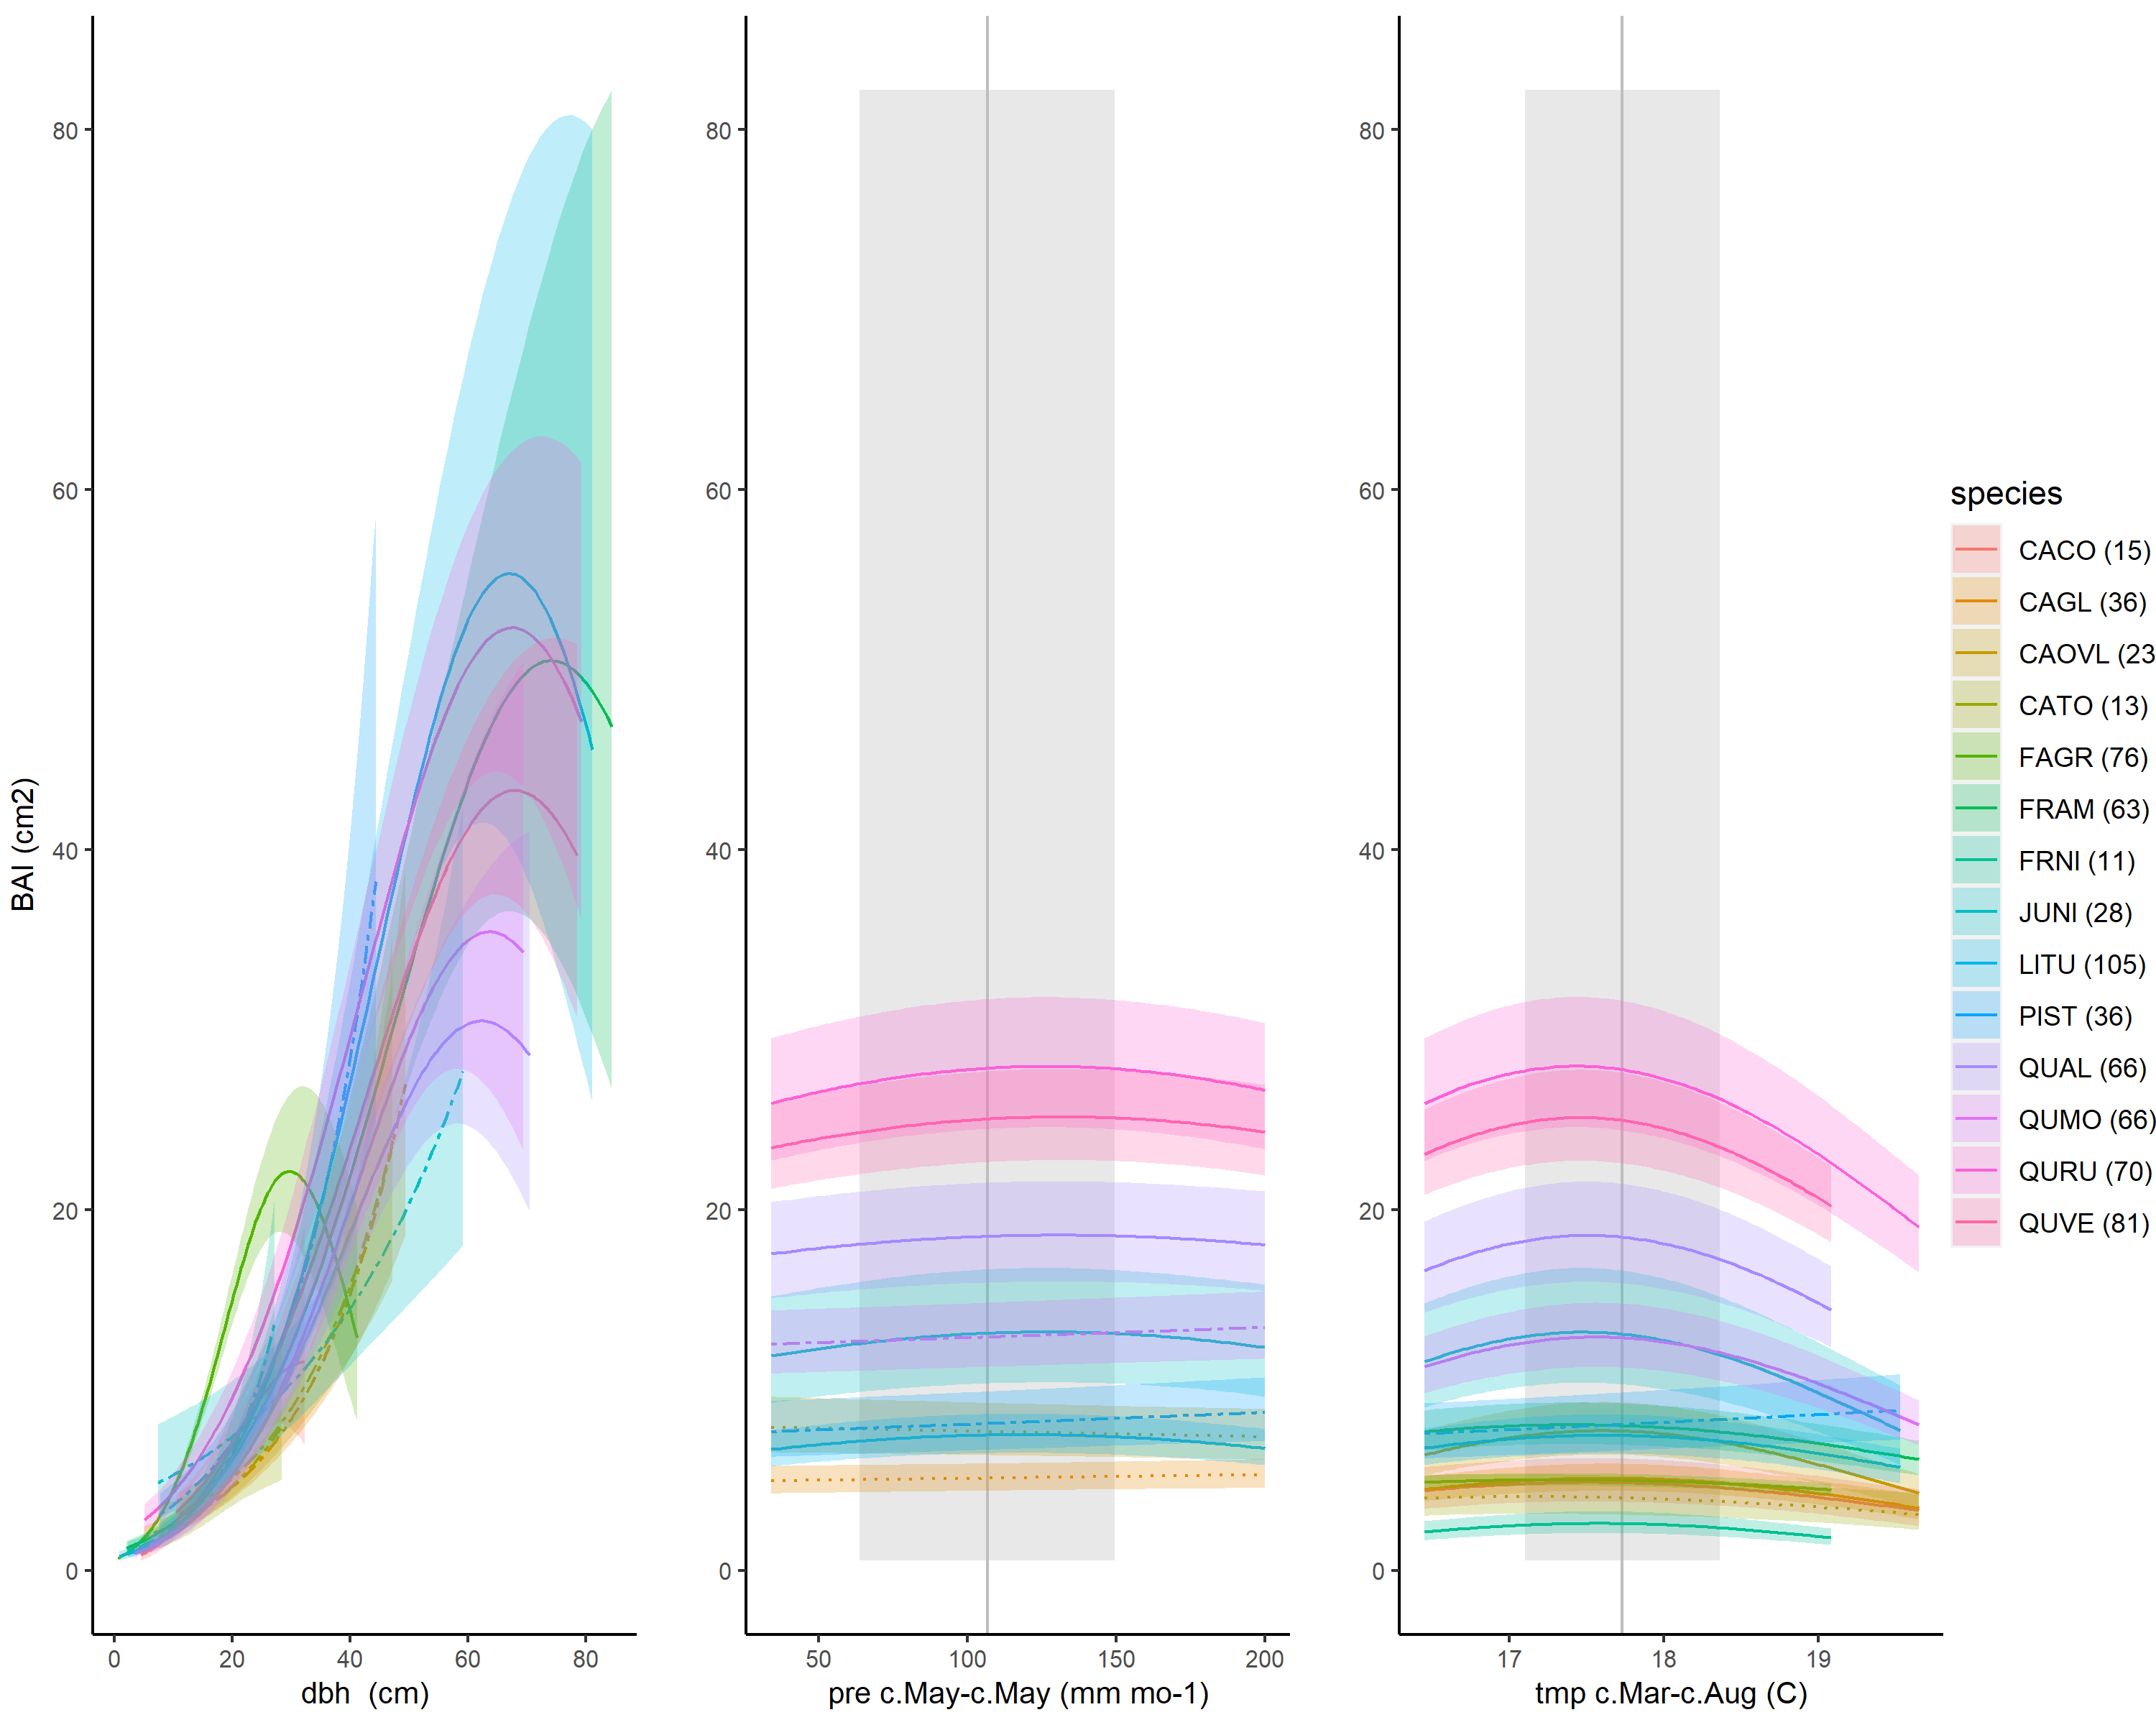 BAI (cm2)
80
60
40
20
0
0 20 40 60 80
dbh (cm)
80
60
40
20
0
50 100 150 200
pre c.May-c.May (mm mo-1)
80
60
40
20
0
17 18 19
tmp c.Mar-c.Aug (C)
species
CACO (15)
CAGL (36)
CAOVL (23
CATO (13)
FAGR (76)
FRAM (63)
FRNI (11)
JUNI (28)
LITU (105)
PIST (36)
QUAL (66)
QUMO (66)
QURU (70)
QUVE (81)